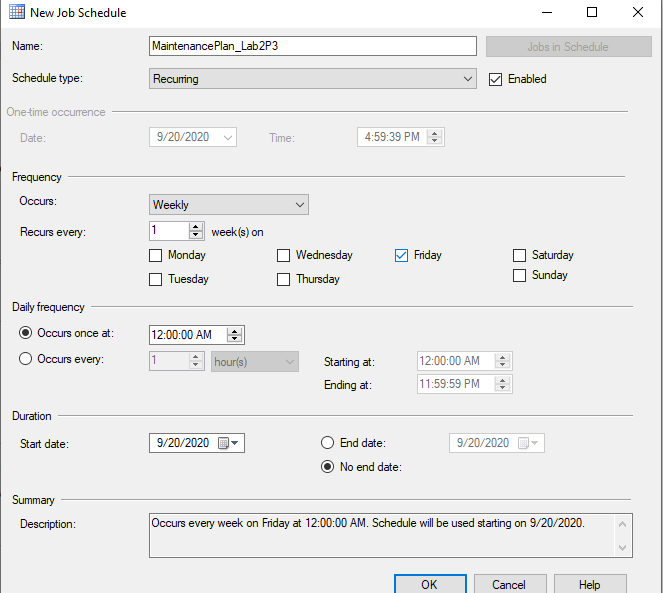 New Job Schedule
Name: MaintenancePlan_Lab2P3 Jobs in Schedule
Schedule type: Recurring Enabled
One-time occurrence
Date: 9/20/2020 Time: 4:59:39 PM
Frequency
Occurs: Weekly
Recurs every: 1 week(s) on
Monday Wednesday Friday Saturday
Tuesday Thursday Sunday
Daily frequency
Occurs once at: 12:00:00 AM
Occurs every: 1 hour(s) Starting at: 12:00:00 AM
Ending at: 11:59:59 PM
Duration
Start date: 9/20/2020 End date: 9/20/2020
No end date:
Summary
Description: Occurs every week on Friday at 12:00:00 AM. Schedule will be used starting on 9/20/2020.
OK Cancel Help